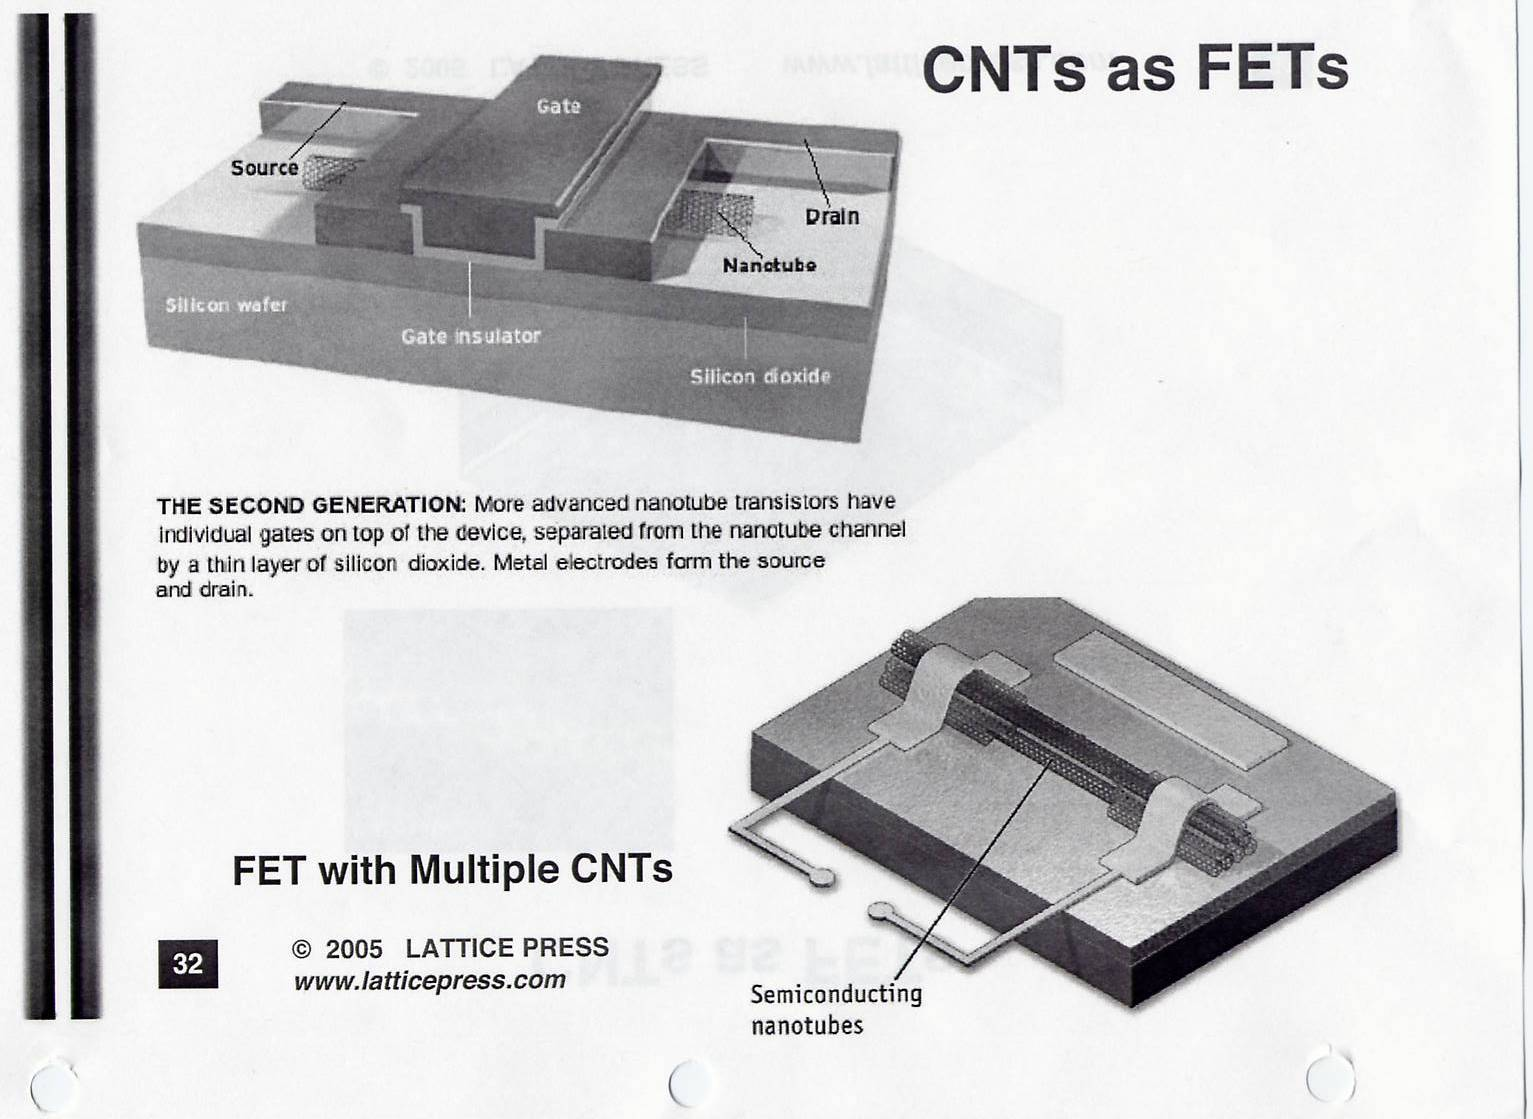 CNTs as FETs
Gate
Source
Drain
Nanotube
Silicon wafer
Gate insulator
Silicon dioxide
THE SECOND GENERATION: More advanced nanotube transistors have
individual gates on top of the device, separated from the nanotube channel
by a thin layer of silicon dioxide. Metal electrodes form the source
and drain.
FET with Multiple CNTs
32
© 2005 LATTICE PRESS
www.latticepress.com
Semiconducting
nanotubes